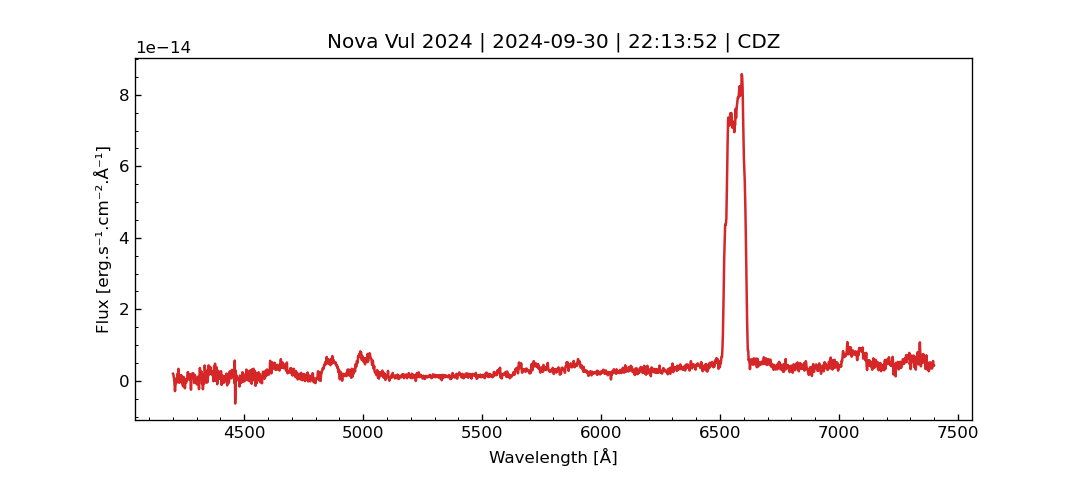 Nova Vul 2024 | 2024-09-30 | 22:13:52 | CDZ
1e−14
8
6
4
2
0
Flux [erg.s⁻¹.cm⁻².Å⁻¹]
4500 5000 5500 6000 6500 7000 7500
Wavelength [Å]